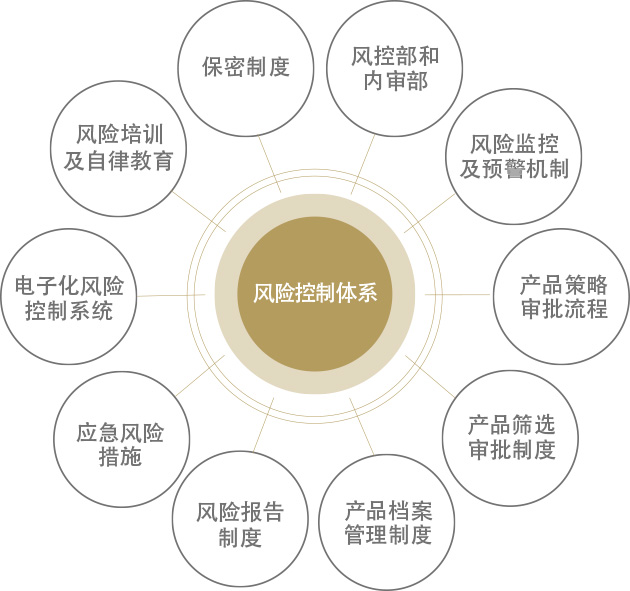 保密制度
风控部和
内审部
风险监控
及预警机制
产品策略
审批流程
产品筛选
审批制度
产品档案
管理制度
风险报告
制度
应急风险
措施
电子化风险
控制系统
风险培训
及自律教育
风险控制体系